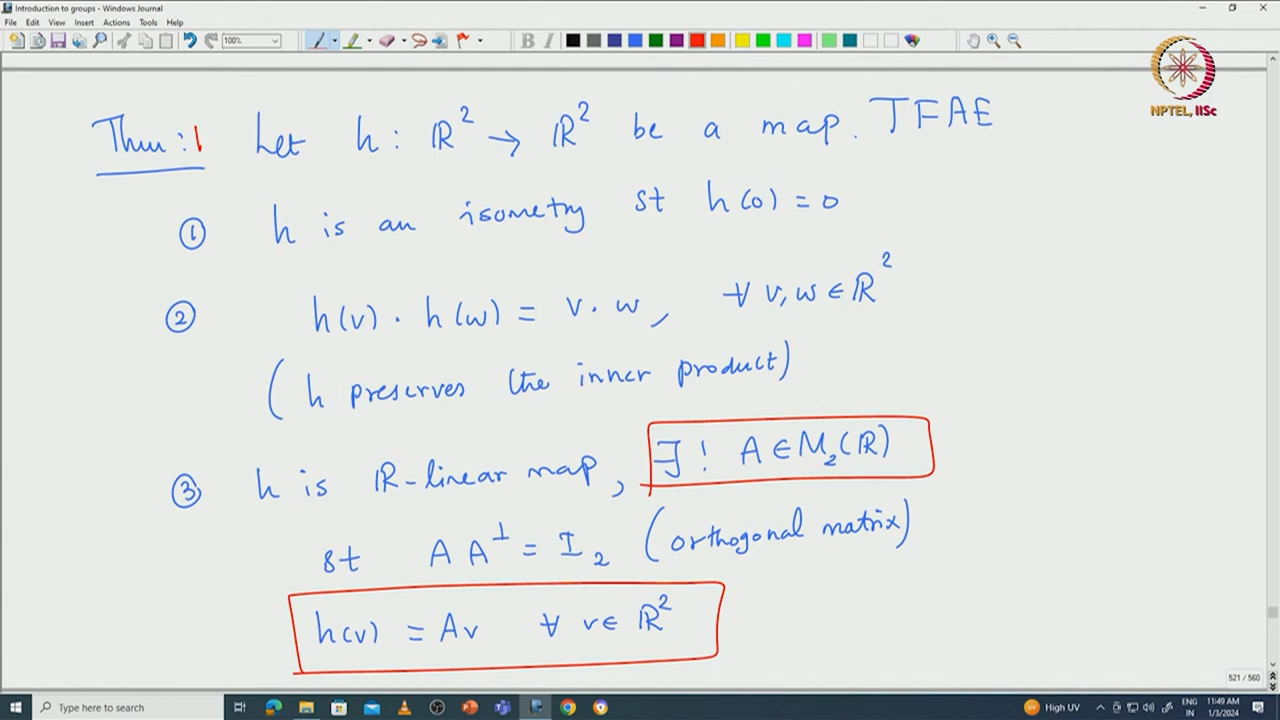 Introduction to groups - Windows Journal
File Edit View Insert Actions Tools Help
100%
B I
NPTEL, IISc
Thm : 1 Let h : ℝ² → ℝ² be a map. TFAE
① h is an isometry st h(0) = 0
② h(v) · h(w) = v · w, ∀ v, w ∈ ℝ²
(h preserves the inner product)
③ h is ℝ-linear map, ∃! A ∈ M₂(ℝ)
st A A^⊥ = I₂ (orthogonal matrix)
h(v) = Av ∀ v ∈ ℝ²
521 / 560
Type here to search
High UV
ENG
IN
11:49 AM
1/3/2024